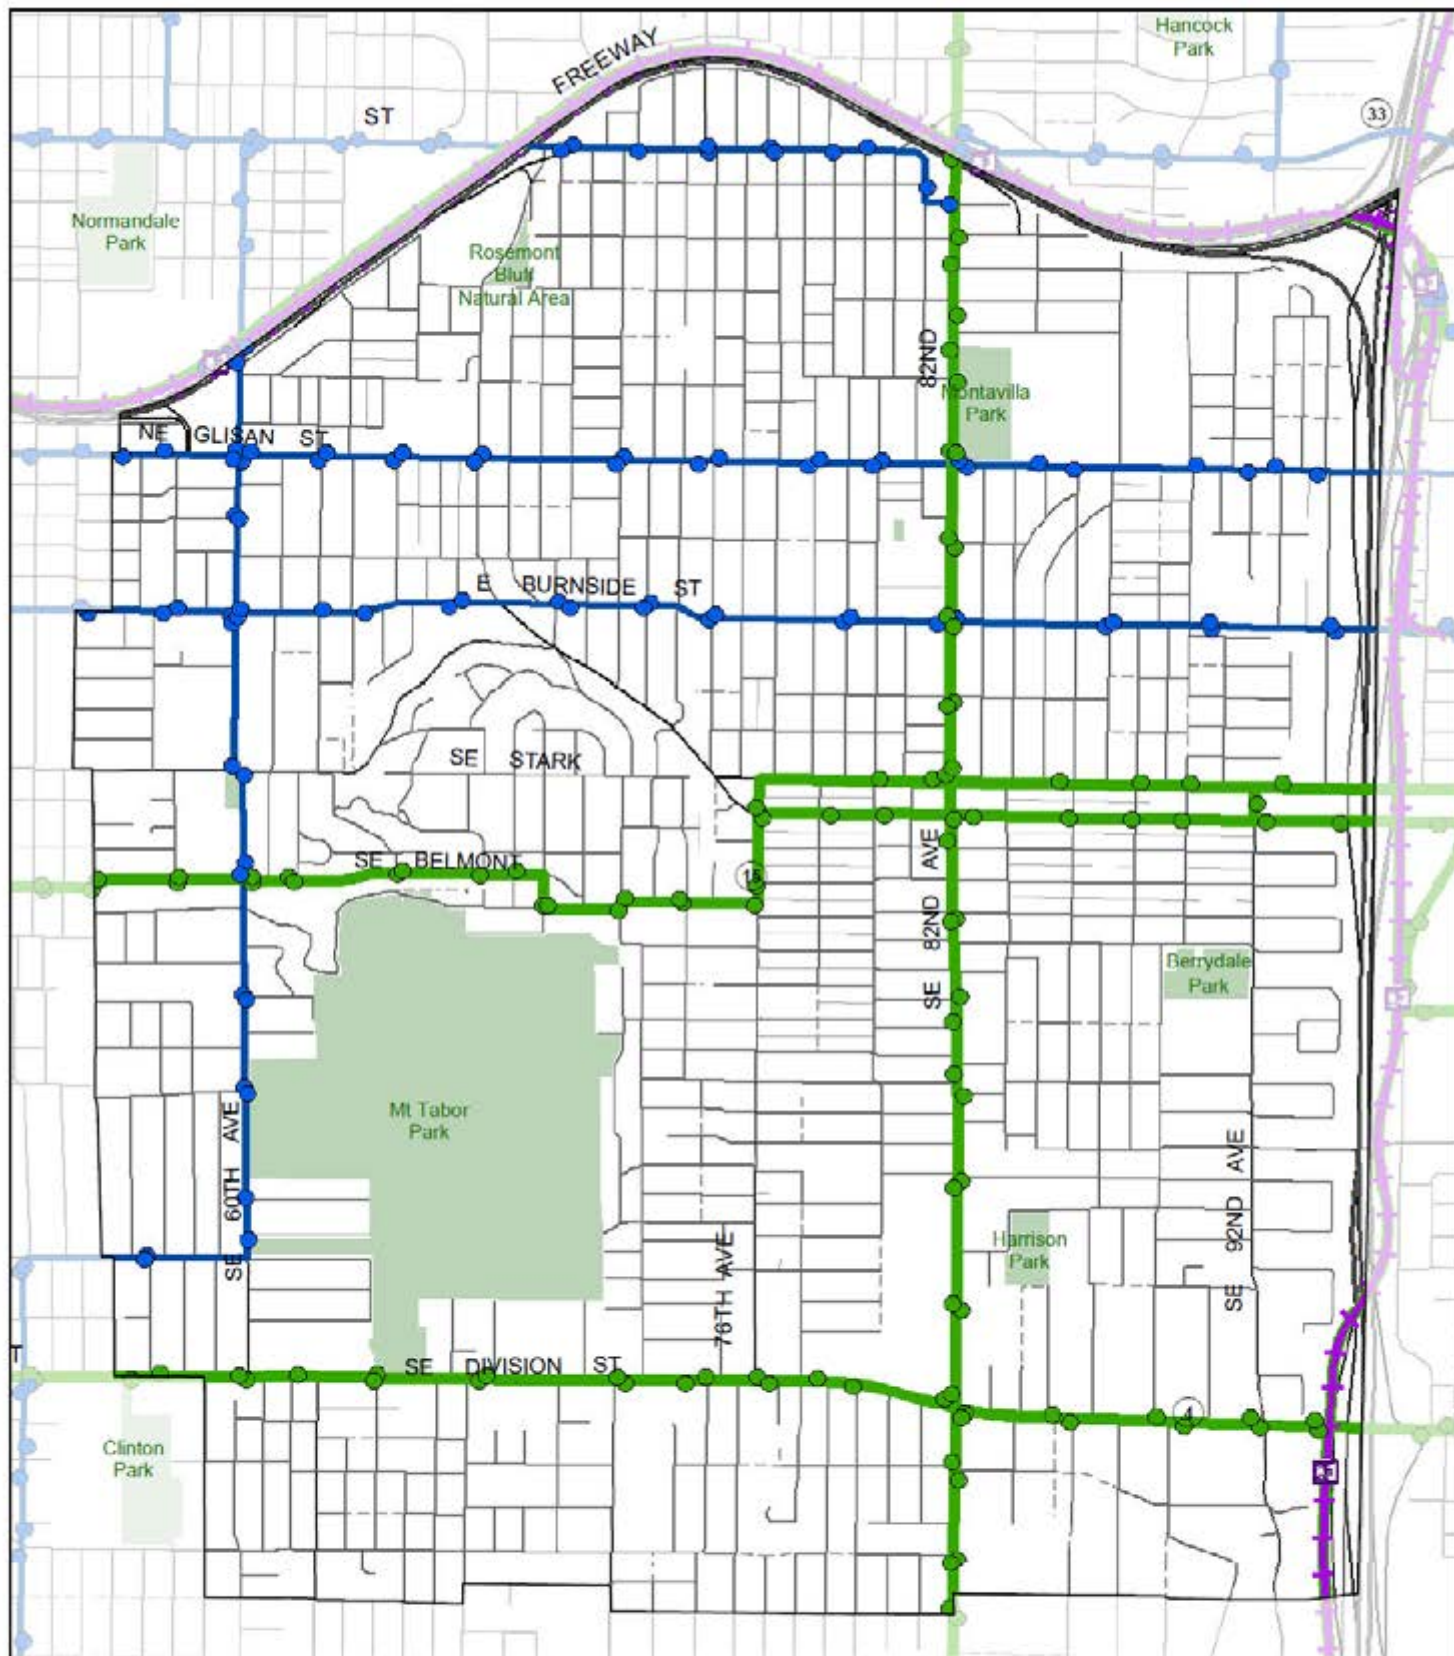 Hancock
Park
FREEWAY
ST
33
Normandale
Park
Rosemont
Bluff
Natural Area
82ND
Montavilla
Park
NE GLISAN ST
E BURNSIDE ST
SE STARK
SE BELMONT
15
SE 82ND AVE
Berrydale
Park
Mt Tabor
Park
SE 60TH AVE
SE 92ND AVE
Harrison
Park
76TH AVE
T
SE DIVISION ST
4
Clinton
Park